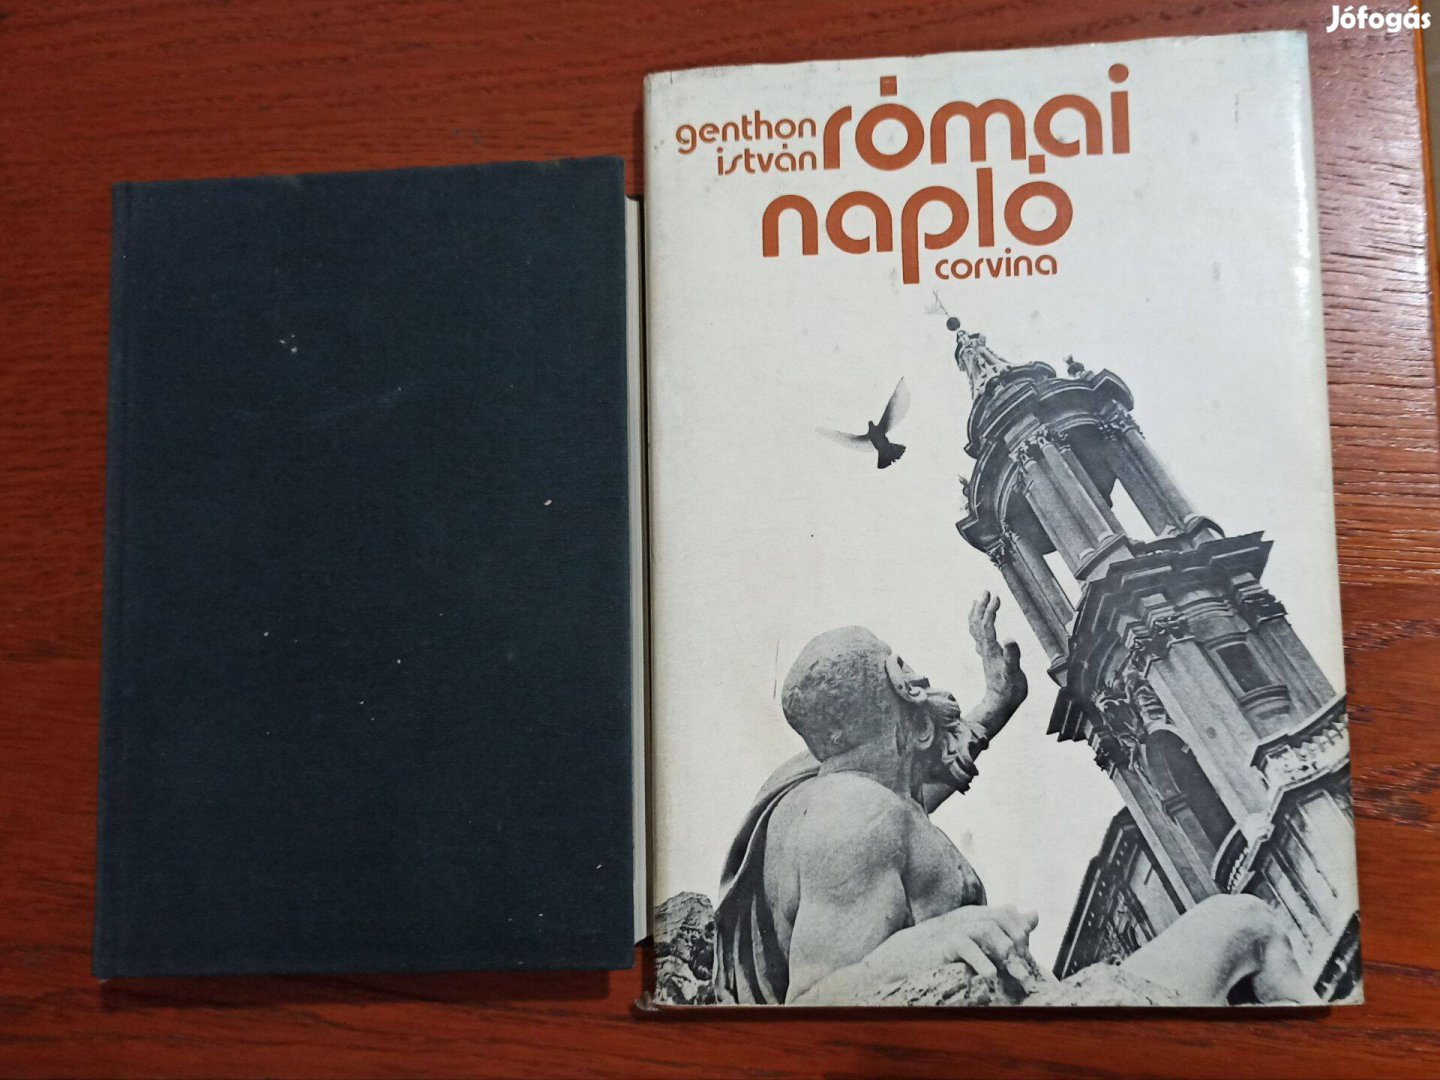 Jófogás
genthon római
istván
napló
corvina